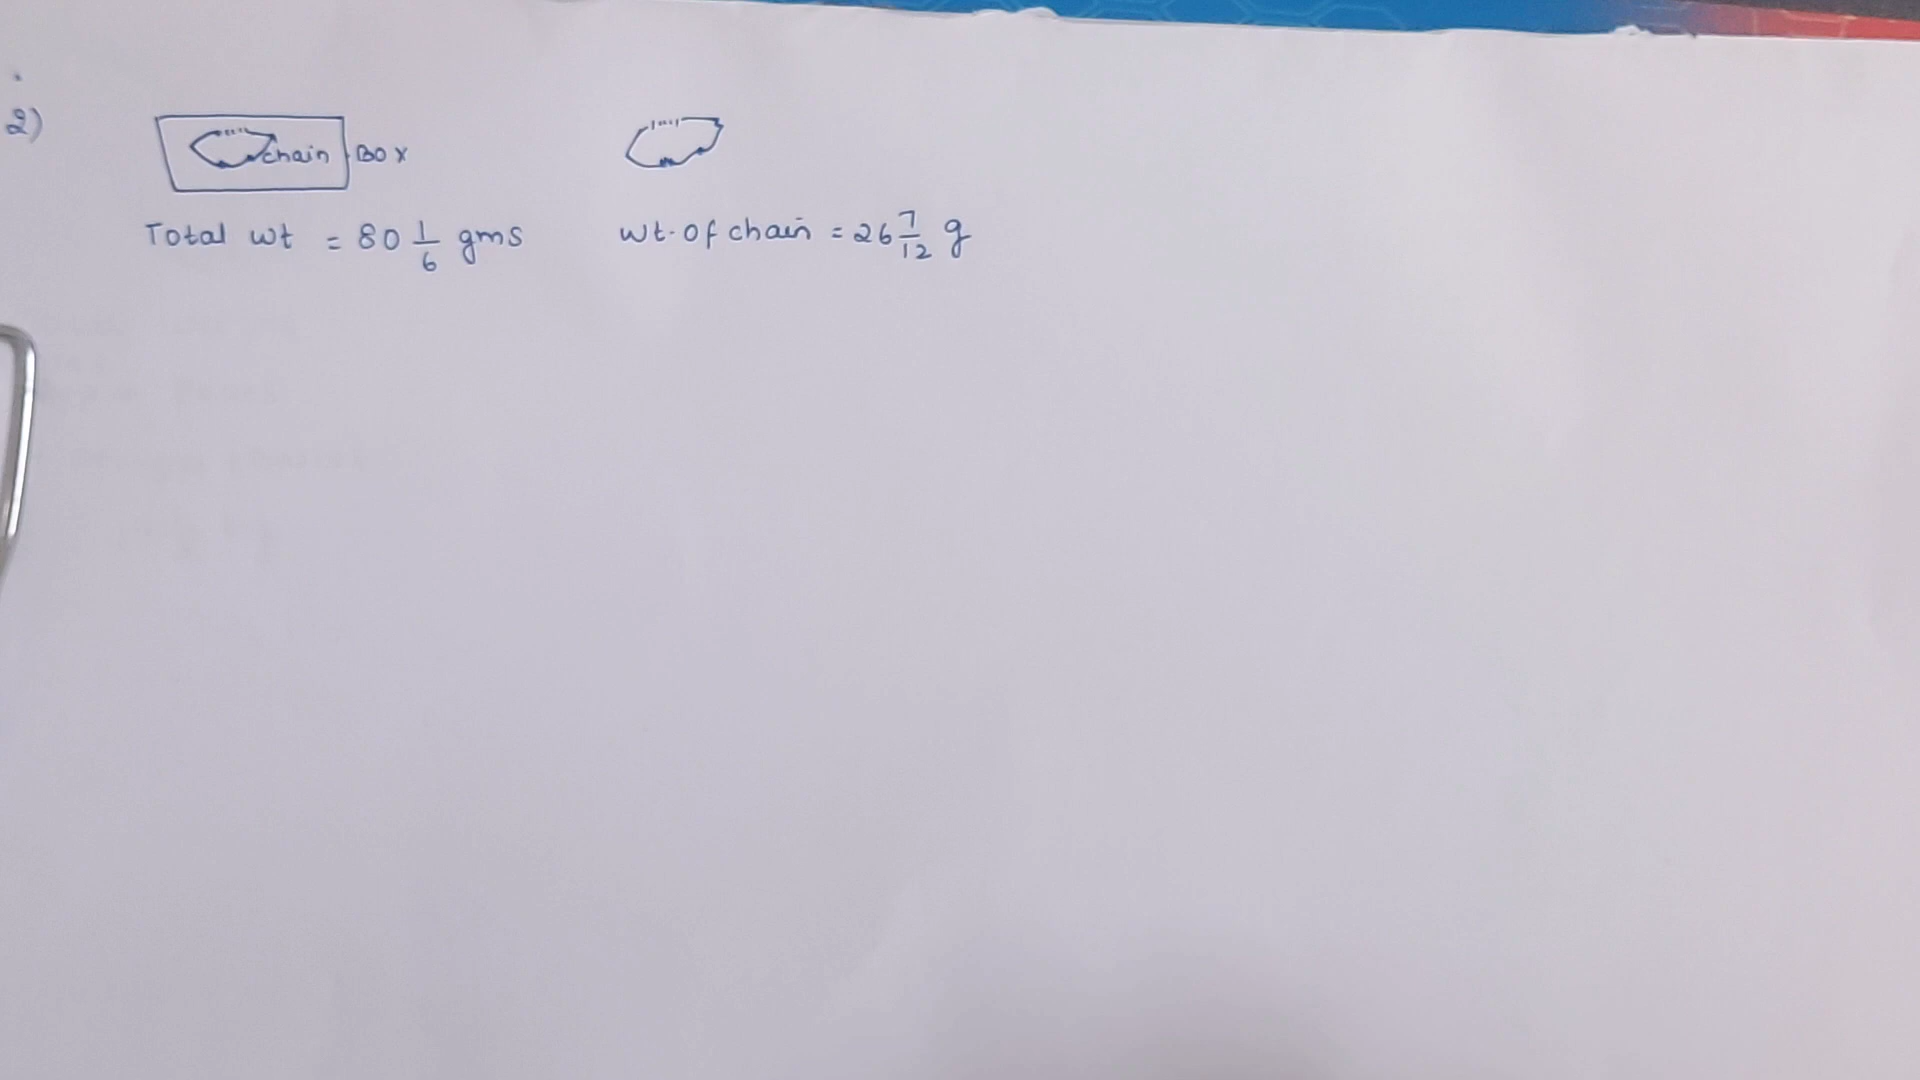 2)
chain Box
Total wt = 80 1/6 gms wt. of chain = 26 7/12 g